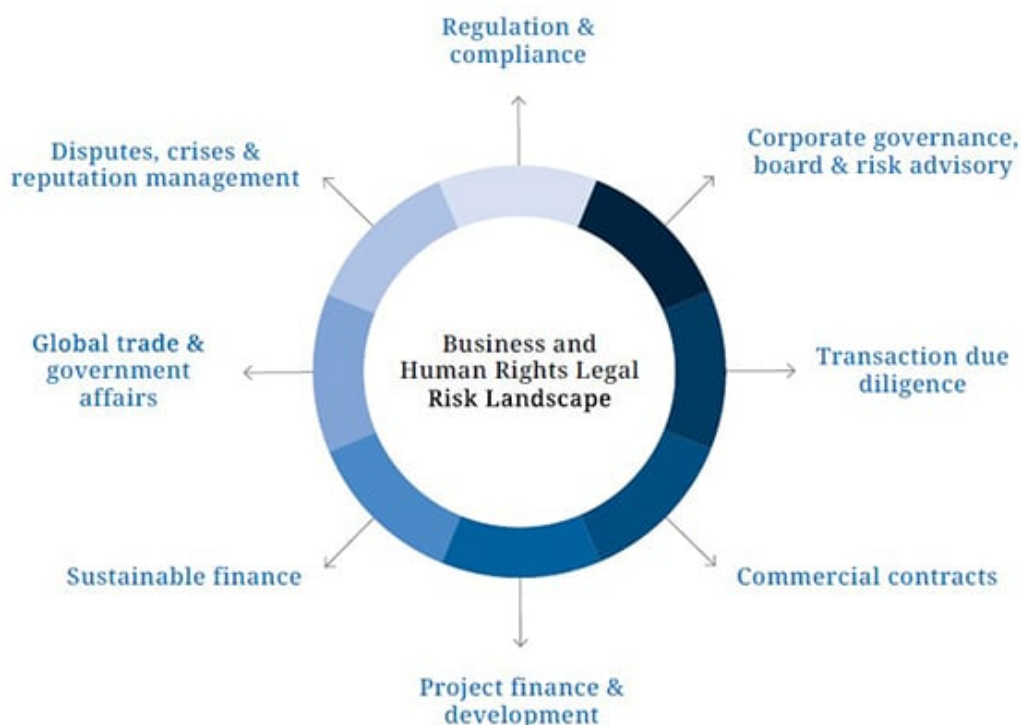 Regulation &
compliance
Corporate governance,
board & risk advisory
Transaction due
diligence
Commercial contracts
Project finance &
development
Sustainable finance
Global trade &
government
affairs
Disputes, crises &
reputation management
Business and
Human Rights Legal
Risk Landscape